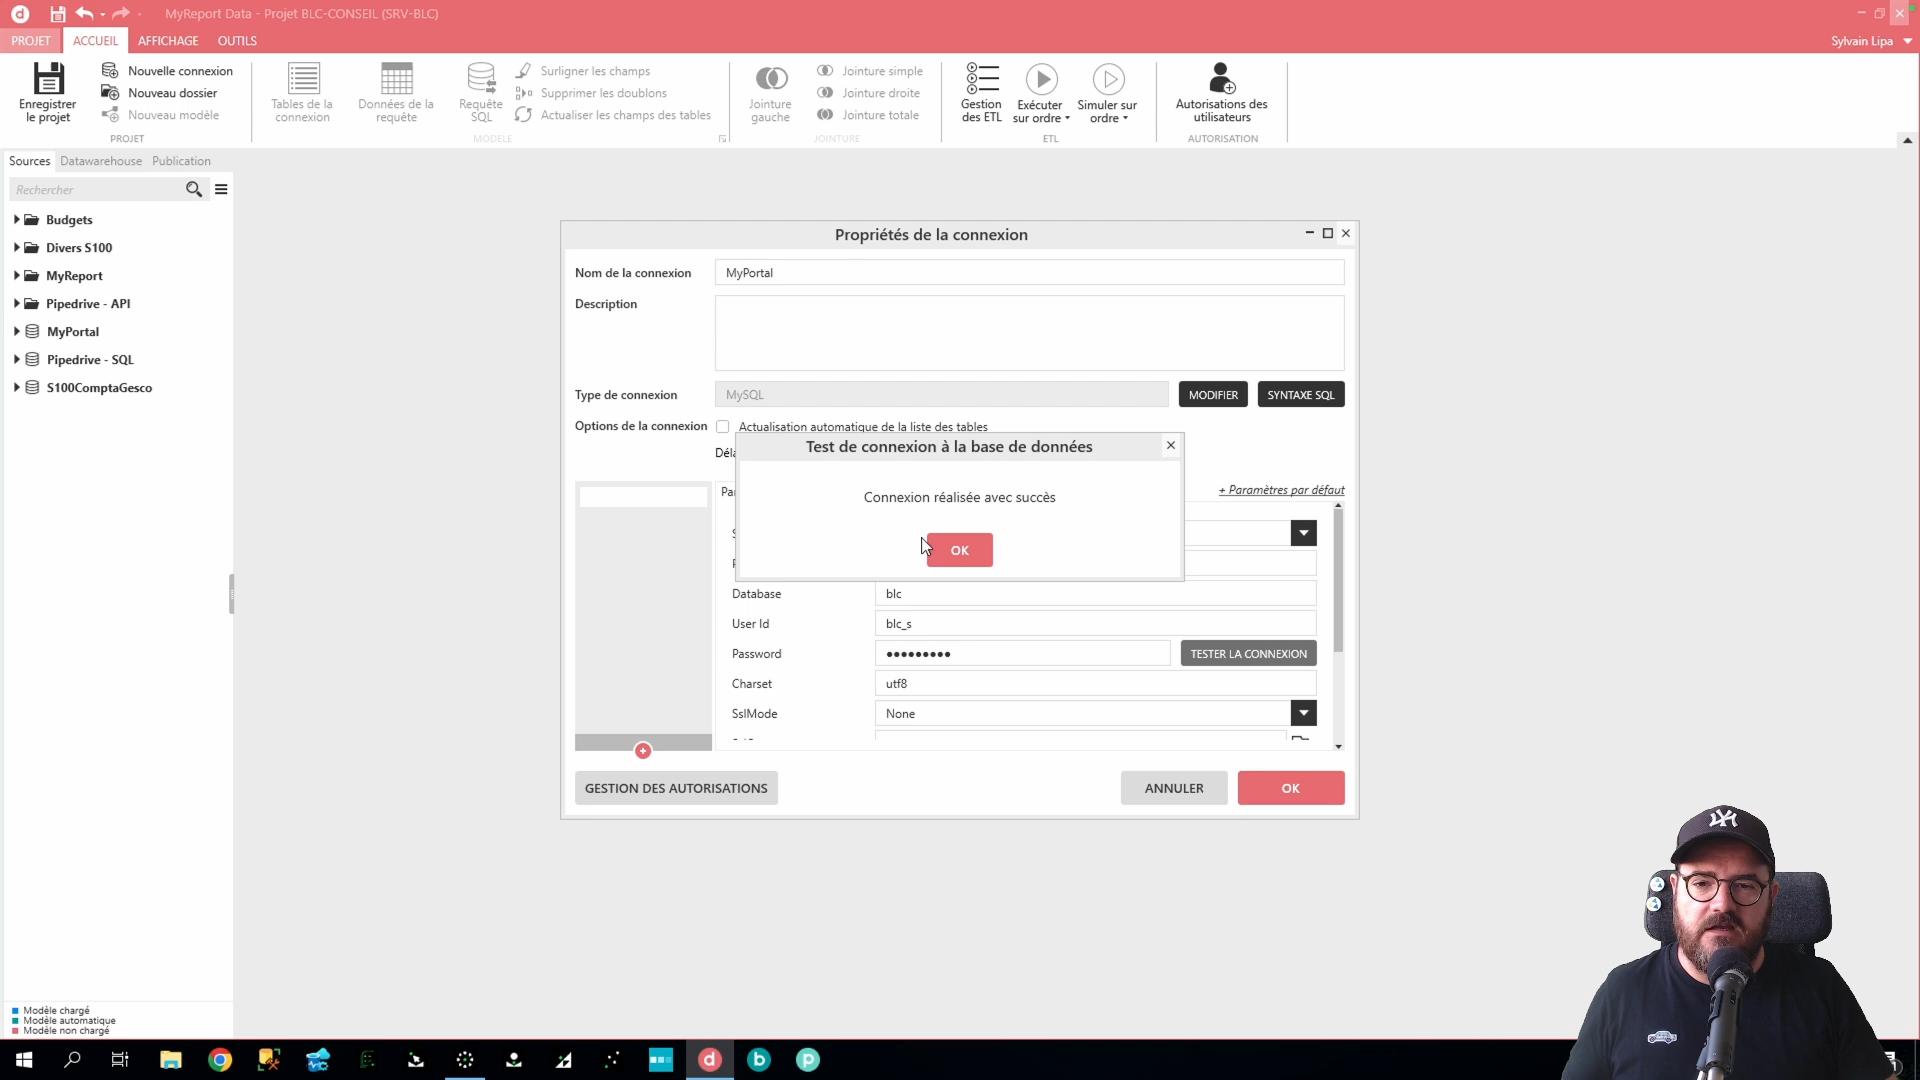 MyReport Data - Projet BLC-CONSEIL (SRV-BLC)
PROJET ACCUEIL AFFICHAGE OUTILS
Sylvain Lipa
Enregistrer
le projet
Nouvelle connexion
Nouveau dossier
Nouveau modèle
PROJET
Tables de la
connexion
Données de la
requête
Requête
SQL
Surligner les champs
Supprimer les doublons
Actualiser les champs des tables
MODELE
Jointure
gauche
Jointure simple
Jointure droite
Jointure totale
JOINTURE
Gestion
des ETL
Exécuter
sur ordre
Simuler sur
ordre
ETL
Autorisations des
utilisateurs
AUTORISATION
Sources Datawarehouse Publication
Rechercher
Budgets
Divers S100
MyReport
Pipedrive - API
MyPortal
Pipedrive - SQL
S100ComptaGesco
Modèle chargé
Modèle automatique
Modèle non chargé
Propriétés de la connexion
Nom de la connexion MyPortal
Description
Type de connexion MySQL MODIFIER SYNTAXE SQL
Options de la connexion Actualisation automatique de la liste des tables
Déla
+ Paramètres par défaut
Test de connexion à la base de données
Connexion réalisée avec succès
OK
Database blc
User Id blc_s
Password ●●●●●●●●● TESTER LA CONNEXION
Charset utf8
SslMode None
GESTION DES AUTORISATIONS ANNULER OK